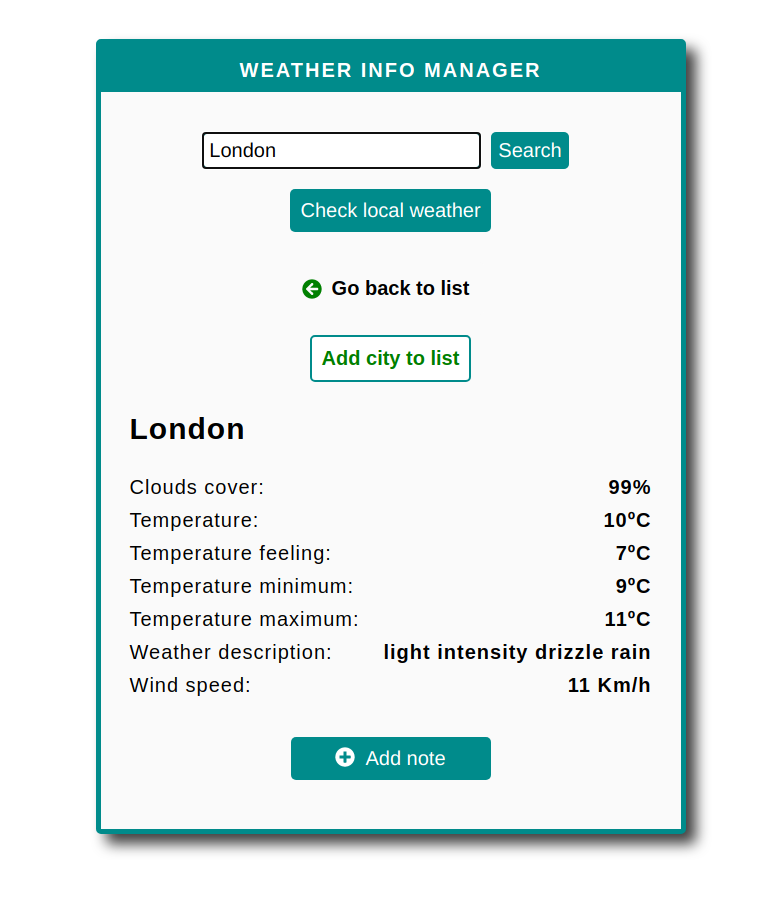 WEATHER INFO MANAGER
London Search
Check local weather
Go back to list
Add city to list
London
Clouds cover: 99%
Temperature: 10ºC
Temperature feeling: 7ºC
Temperature minimum: 9ºC
Temperature maximum: 11ºC
Weather description: light intensity drizzle rain
Wind speed: 11 Km/h
Add note